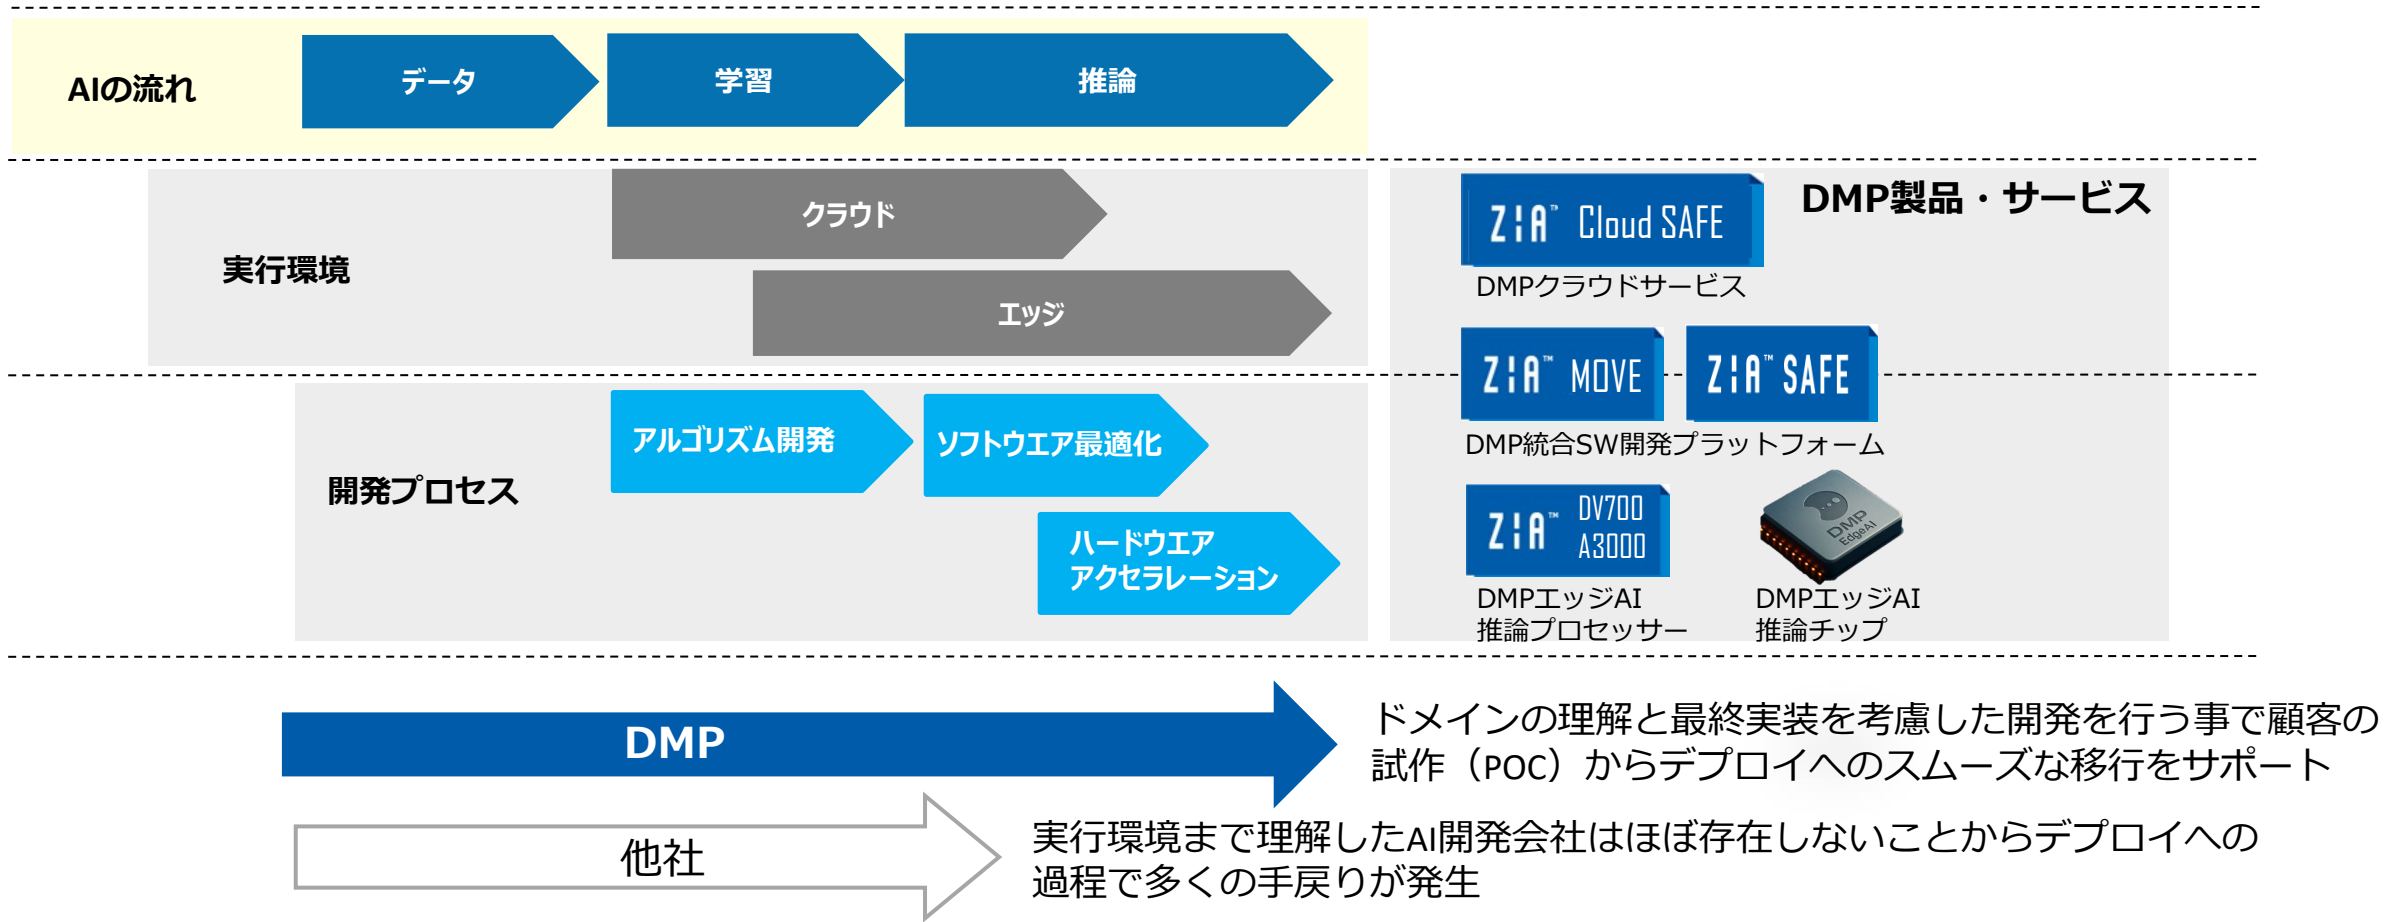 AIの流れ
データ
学習
推論
実行環境
クラウド
エッジ
DMP製品・サービス
ZIA™ Cloud SAFE
DMPクラウドサービス
ZIA™ MOVE
ZIA™ SAFE
DMP統合SW開発プラットフォーム
開発プロセス
アルゴリズム開発
ソフトウエア最適化
ハードウエア
アクセラレーション
ZIA™ DV700
A3000
DMPエッジAI
推論プロセッサー
DMP
EdgeAI
DMPエッジAI
推論チップ
DMP
ドメインの理解と最終実装を考慮した開発を行う事で顧客の
試作（POC）からデプロイへのスムーズな移行をサポート
他社
実行環境まで理解したAI開発会社はほぼ存在しないことからデプロイへの
過程で多くの手戻りが発生